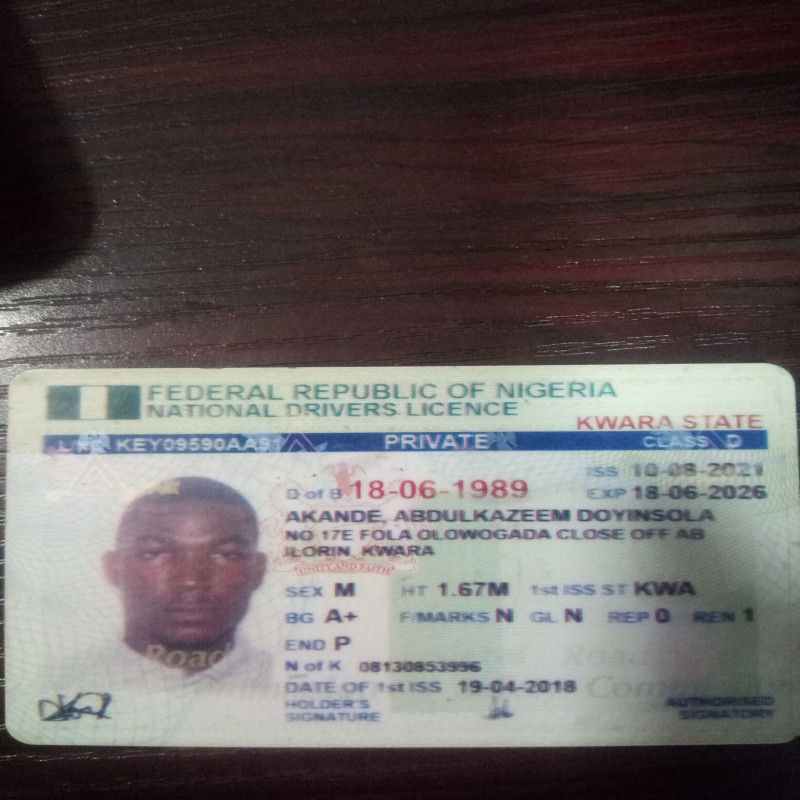 FEDERAL REPUBLIC OF NIGERIA
NATIONAL DRIVERS LICENCE
KWARA STATE
L/NO KEY09590AA91 PRIVATE CLASS D
ISS 10-08-2021
D of B 18-06-1989 EXP 18-06-2026
AKANDE, ABDULKAZEEM DOYINSOLA
NO 17E FOLA OLOWOGADA CLOSE OFF AB
ILORIN, KWARA
UNITY AND FAITH
SEX M HT 1.67M 1st ISS ST KWA
BG A+ F/MARKS N GL N REP 0 REN 1
END P
Road Road
N of K 08130853996
DATE OF 1st ISS 19-04-2018
HOLDER'S SIGNATURE
AUTHORISED SIGNATORY